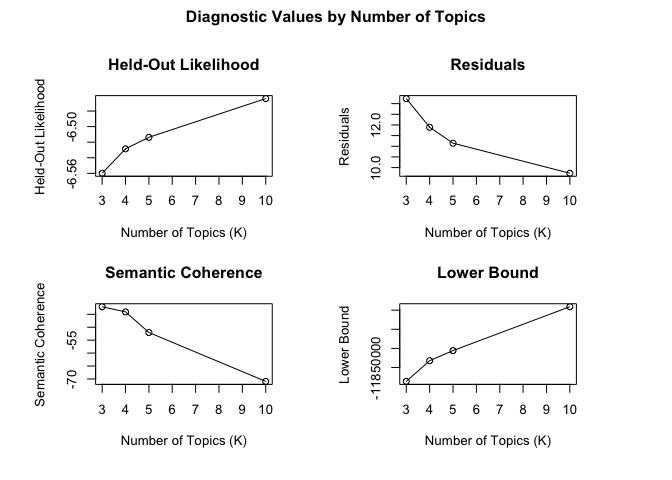 Diagnostic Values by Number of Topics
Held-Out Likelihood
Held-Out Likelihood
-6.50
-6.56
3 4 5 6 7 8 9 10
Number of Topics (K)
Residuals
Residuals
12.0
10.0
3 4 5 6 7 8 9 10
Number of Topics (K)
Semantic Coherence
Semantic Coherence
-55
-70
3 4 5 6 7 8 9 10
Number of Topics (K)
Lower Bound
Lower Bound
-11850000
3 4 5 6 7 8 9 10
Number of Topics (K)